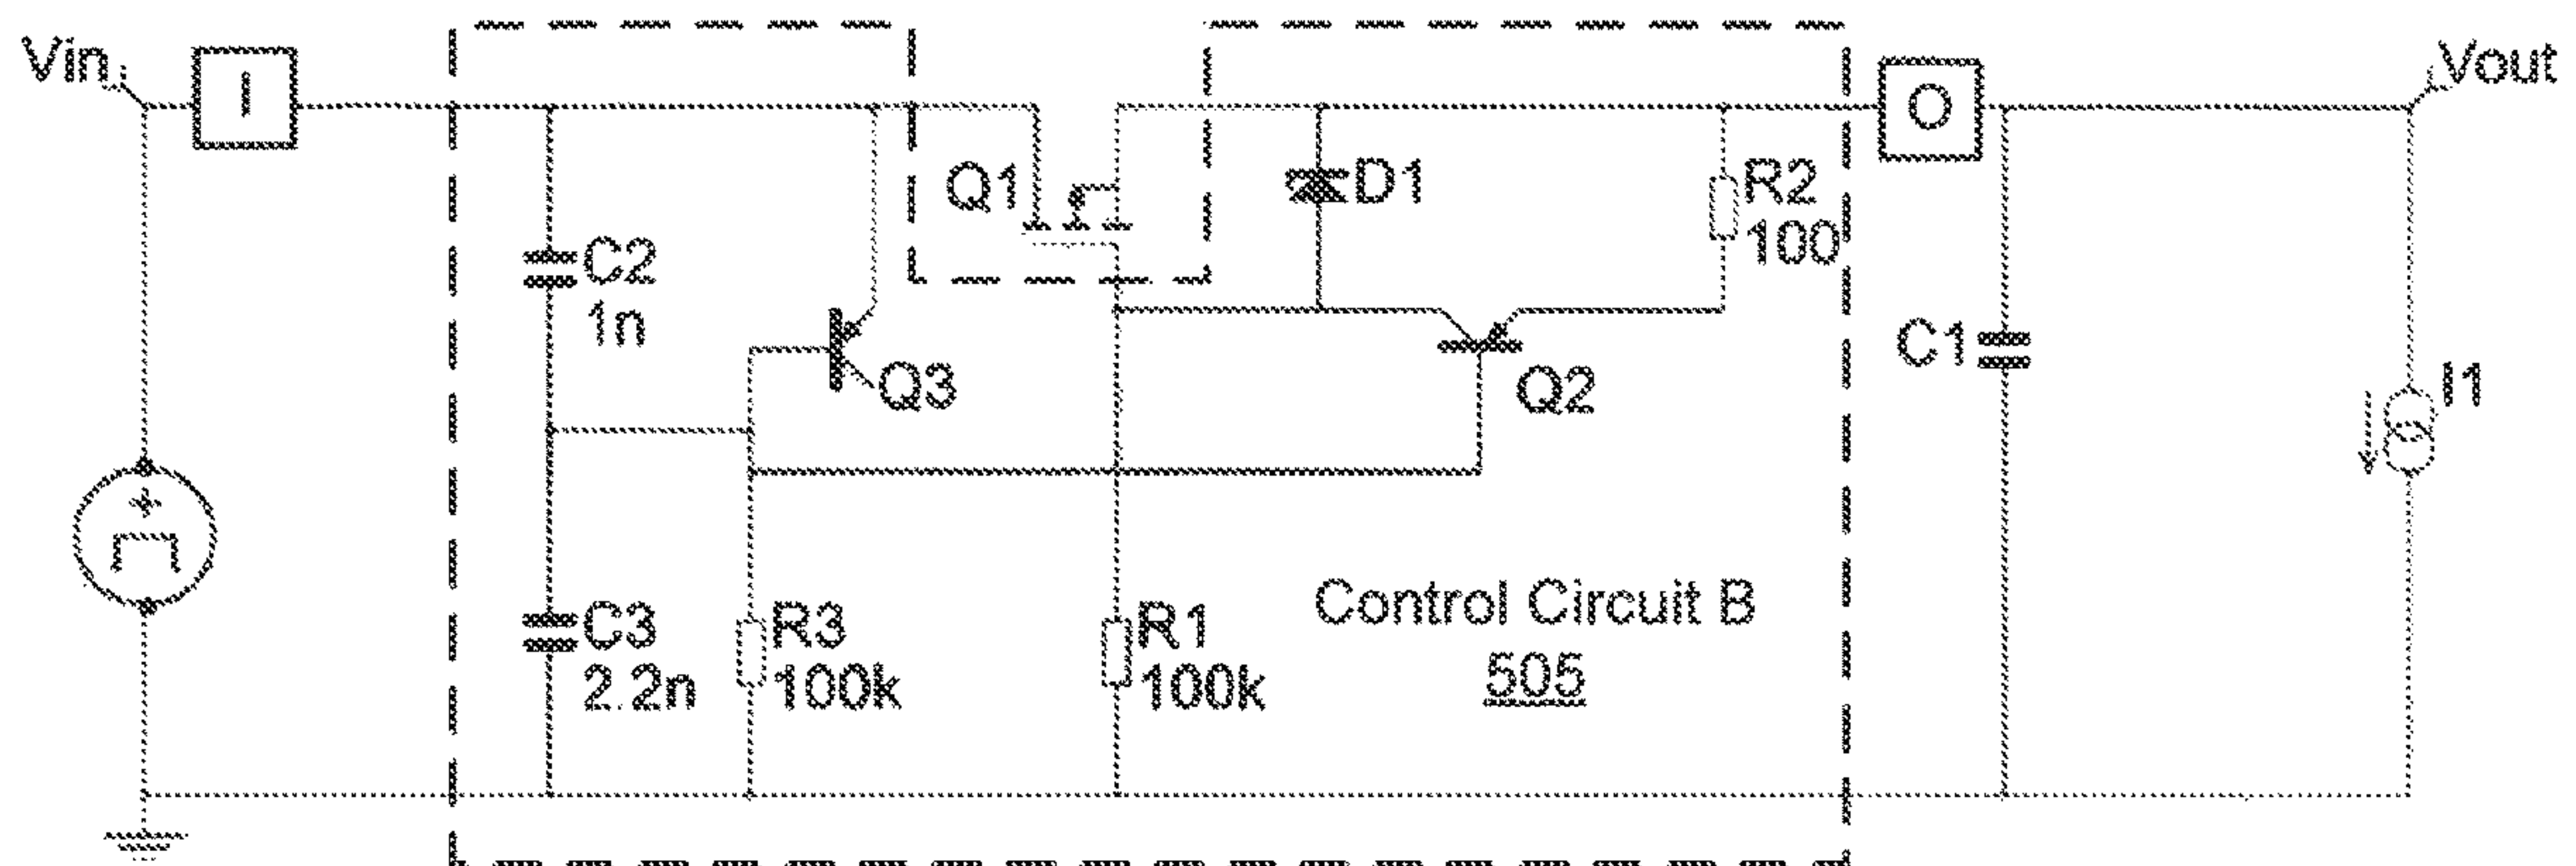 Vin
I
O
Vout
Q1
D1
R2
100
C2
1n
Q3
Q2
C1
I1
+
C3
2.2n
R3
100k
R1
100k
Control Circuit B
505